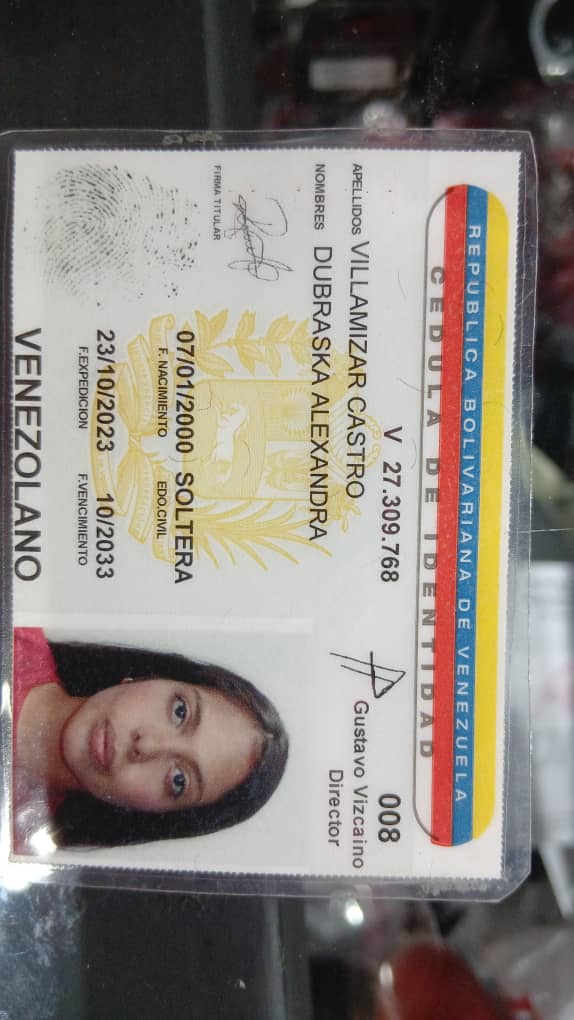 REPUBLICA BOLIVARIANA DE VENEZUELA
CEDULA DE IDENTIDAD
V 27.309.768
008
APELLIDOS VILLAMIZAR CASTRO
Gustavo Vizcaino
Director
NOMBRES DUBRASKA ALEXANDRA
FIRMA TITULAR
07/01/2000 SOLTERA
F. NACIMIENTO EDO.CIVIL
23/10/2023 10/2033
F.EXPEDICION F.VENCIMIENTO
VENEZOLANO